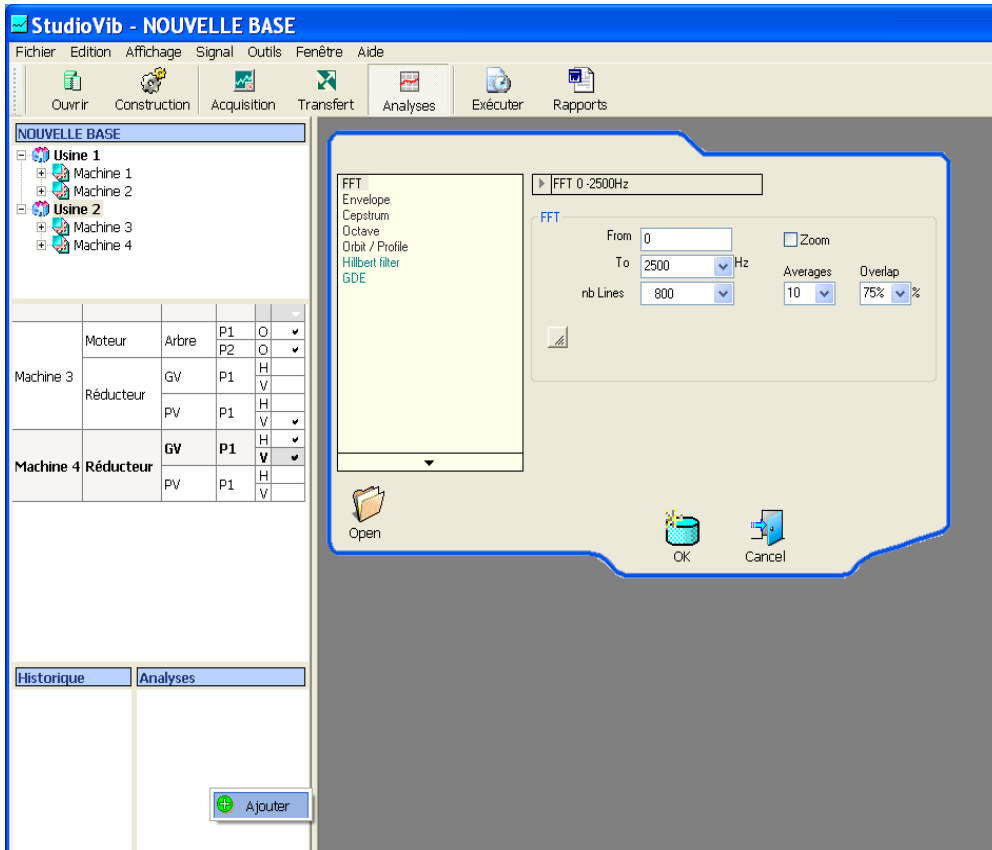 StudioVib - NOUVELLE BASE
Fichier Edition Affichage Signal Outils Fenêtre Aide
Ouvrir Construction Acquisition Transfert Analyses Exécuter Rapports
NOUVELLE BASE
Usine 1
Machine 1
Machine 2
Usine 2
Machine 3
Machine 4
Machine 3 Moteur Arbre P1 O
P2 O
Réducteur GV P1 H
V
PV P1 H
V
Machine 4 Réducteur GV P1 H
V
PV P1 H
V
Historique
Analyses
Ajouter
FFT
Envelope
Cepstrum
Octave
Orbit / Profile
Hillbert filter
GDE
Open
FFT 0 -2500Hz
FFT
From 0
Zoom
To 2500 Hz
Averages Overlap
nb Lines 800
10 75% %
OK
Cancel